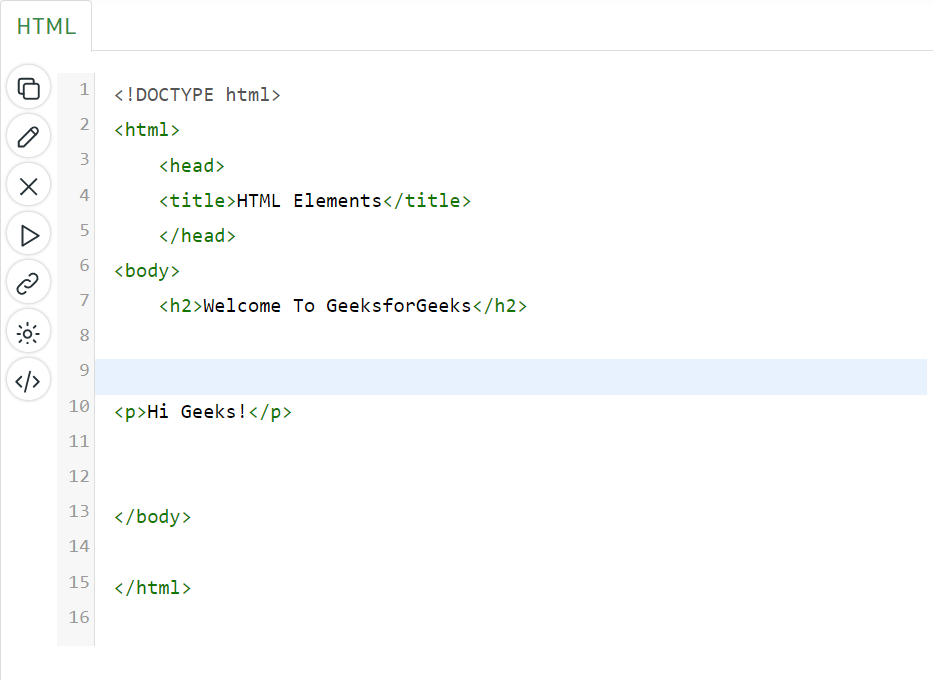 HTML
1 <!DOCTYPE html>
2 <html>
3 <head>
4 <title>HTML Elements</title>
5 </head>
6 <body>
7 <h2>Welcome To GeeksforGeeks</h2>
8
9
10 <p>Hi Geeks!</p>
11
12
13 </body>
14
15 </html>
16